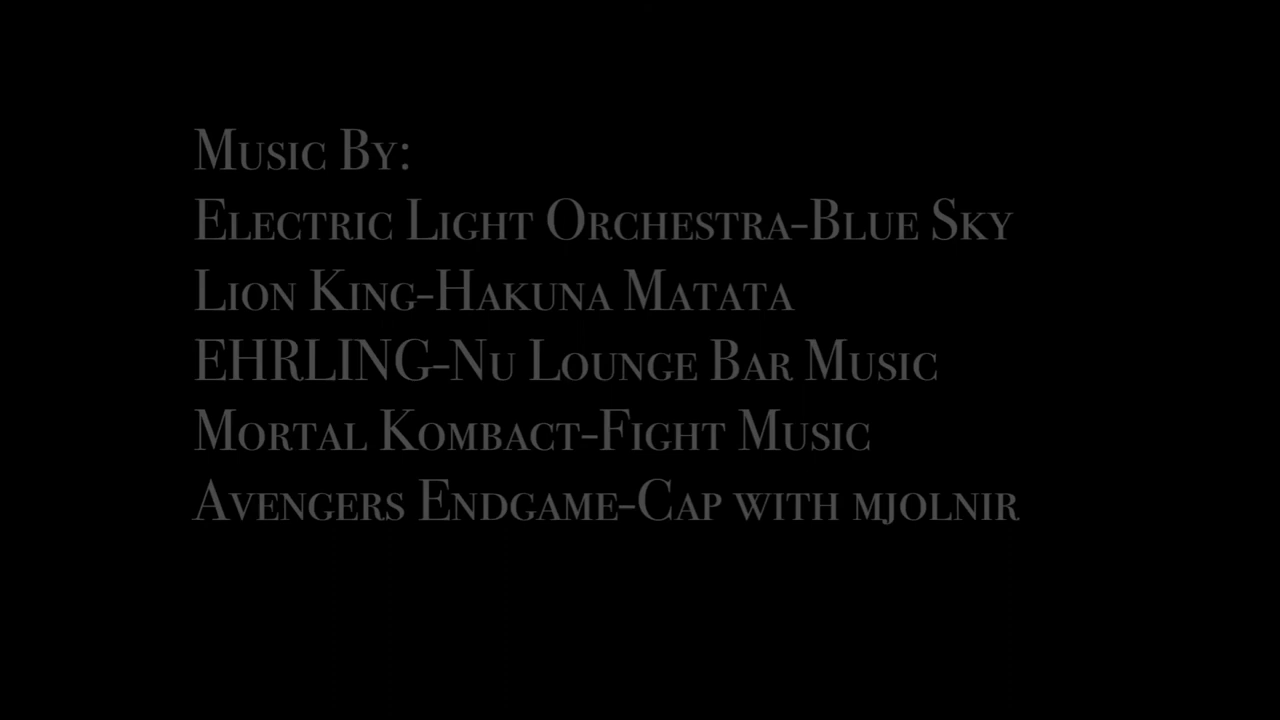 Music By:
Electric Light Orchestra-Blue Sky
Lion King-Hakuna Matata
EHRLING-Nu Lounge Bar Music
Mortal Kombact-Fight Music
Avengers Endgame-Cap with mjolnir